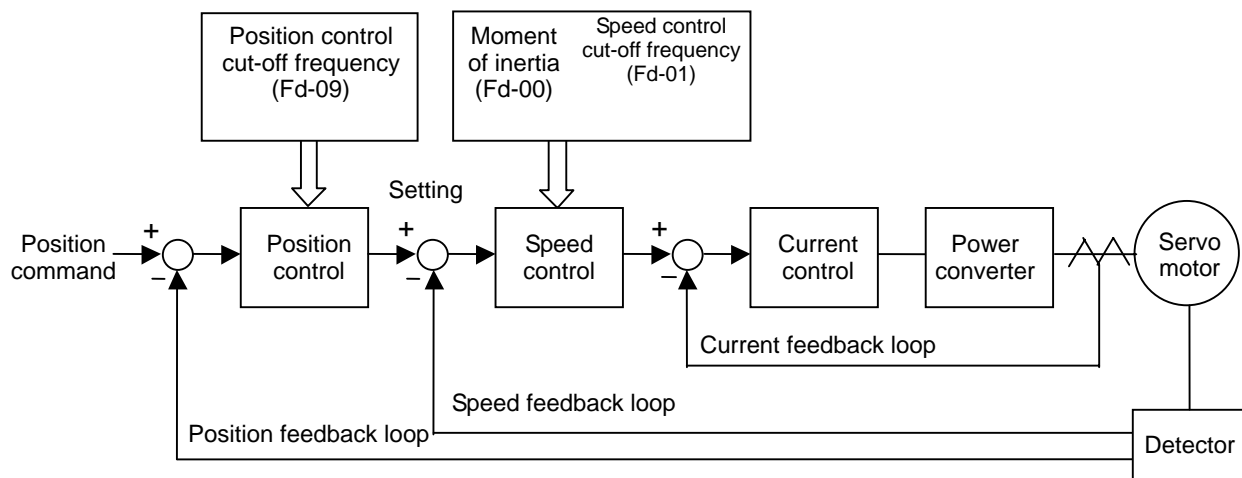 Position control
cut-off frequency
(Fd-09)
Moment
of inertia
(Fd-00)
Speed control
cut-off frequency
(Fd-01)
Setting
Position
command
+
−
Position
control
+
−
Speed
control
+
−
Current
control
Power
converter
Servo
motor
Current feedback loop
Speed feedback loop
Position feedback loop
Detector